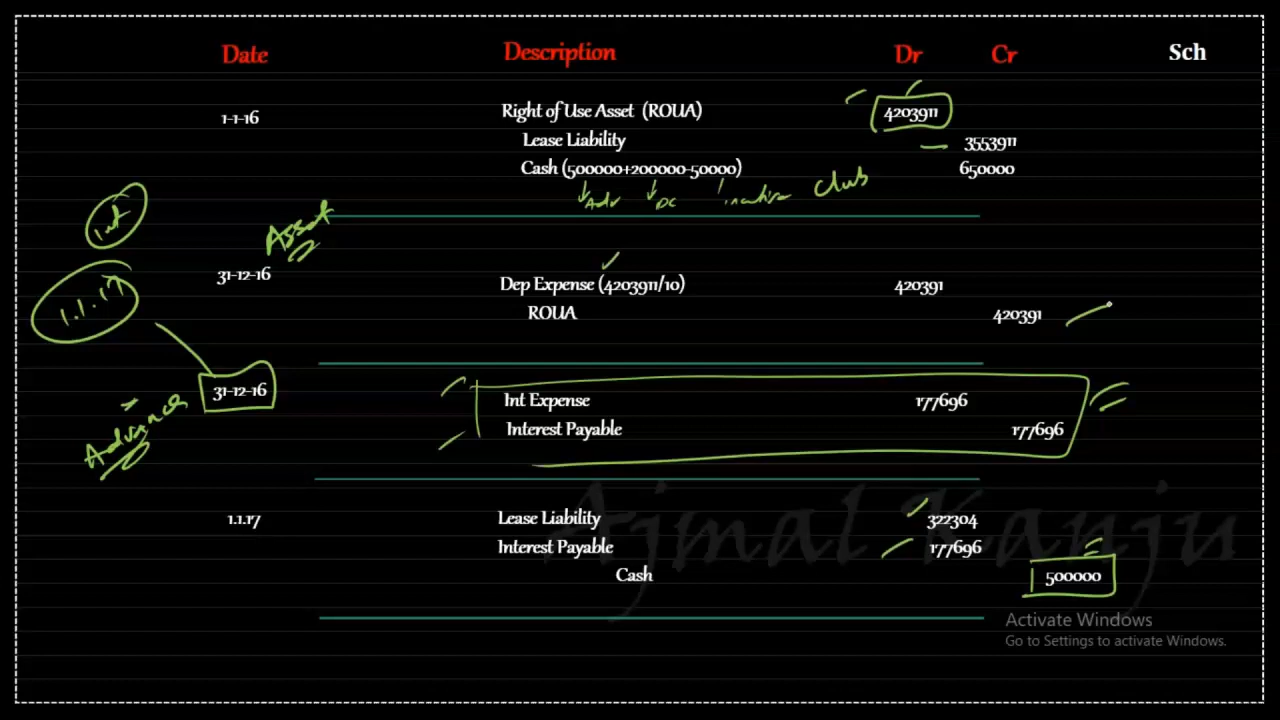 Date Description Dr Cr Sch
1-1-16 Right of Use Asset (ROUA) 4203911
Lease Liability 3553911
Cash (500000+200000-50000) 650000
Adv DC Incentive Club
Int
Asset
31-12-16 Dep Expense (4203911/10) 420391
ROUA 420391
1.1.17
31-12-16 Int Expense 177696
Interest Payable 177696
Advance
1.1.17 Lease Liability 322304
Interest Payable 177696
Cash 500000
Ajmal Kanju
Activate Windows
Go to Settings to activate Windows.